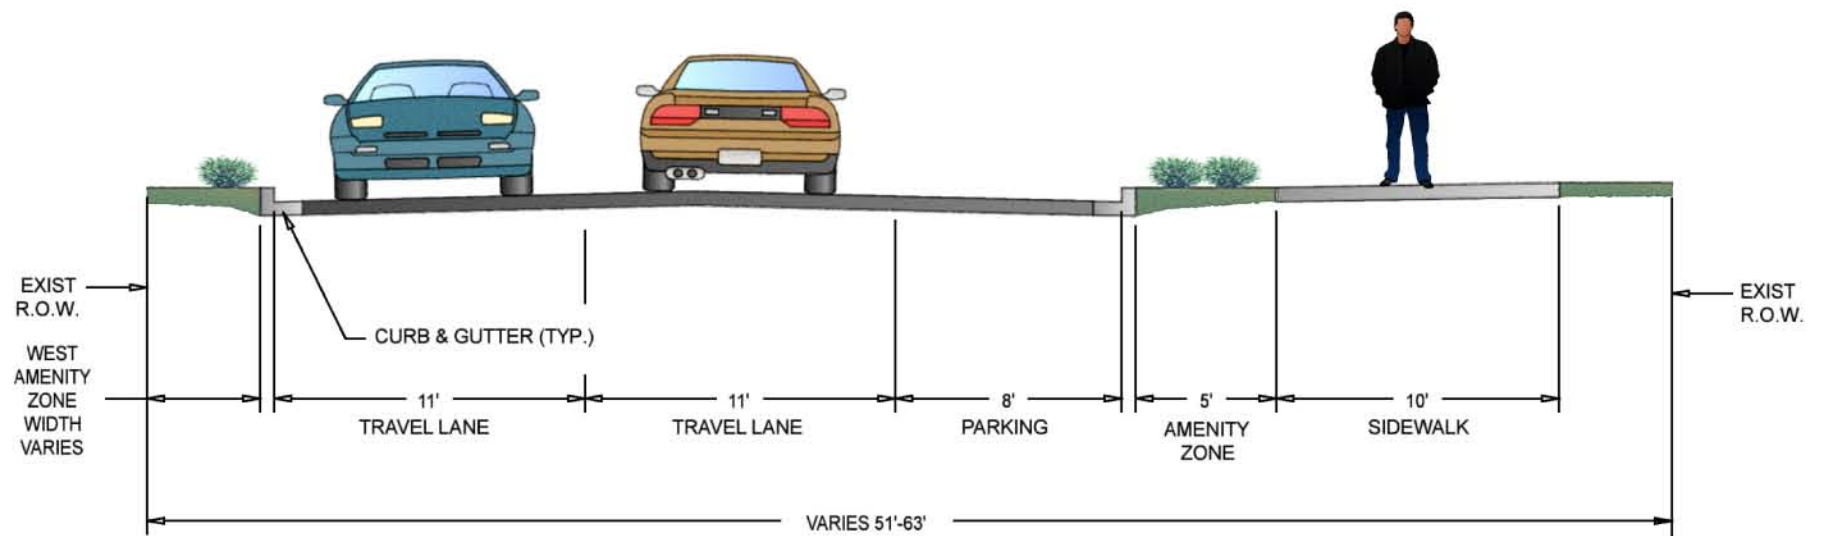 EXIST
R.O.W.
EXIST
R.O.W.
CURB & GUTTER (TYP.)
WEST
AMENITY
ZONE
WIDTH
VARIES
11'
TRAVEL LANE
11'
TRAVEL LANE
8'
PARKING
5'
AMENITY
ZONE
10'
SIDEWALK
VARIES 51'-63'